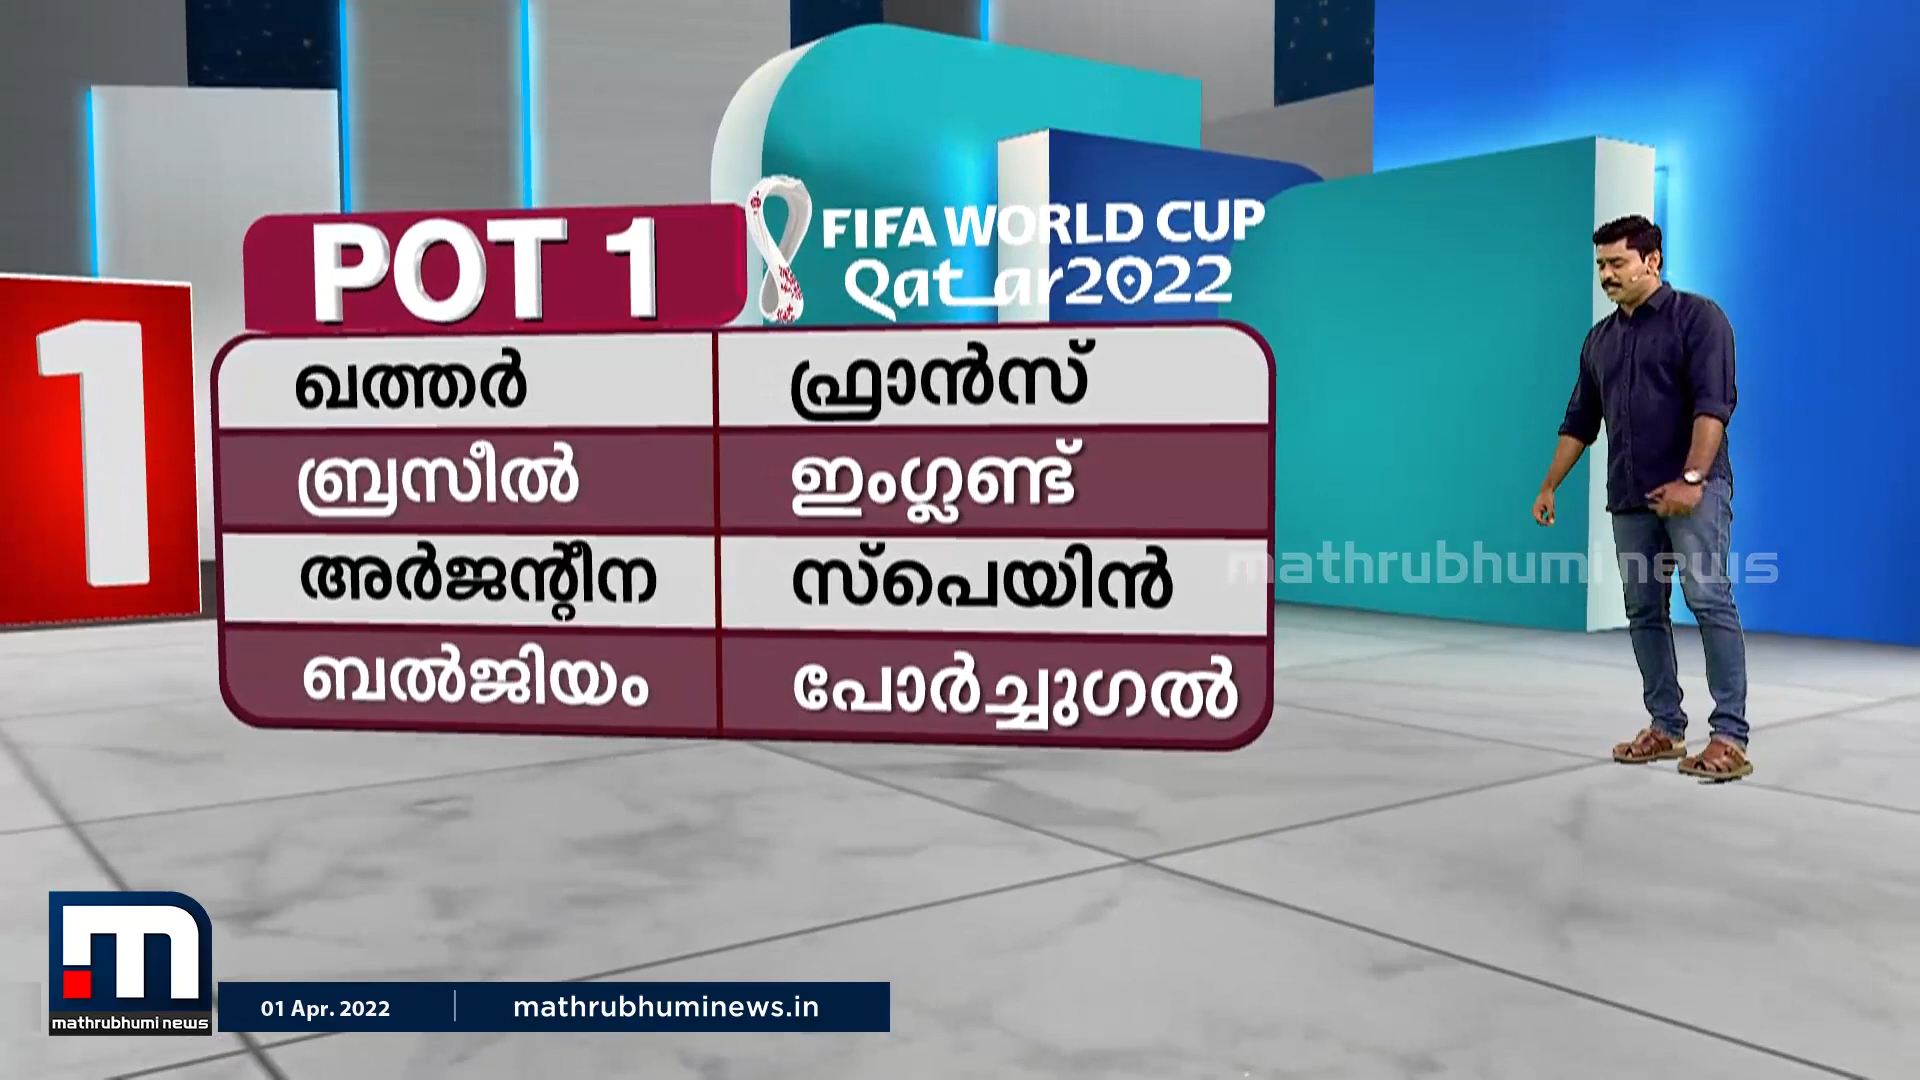 POT 1
FIFA WORLD CUP
Qatar2022
1
ഖത്തർ
ഫ്രാൻസ്
ബ്രസീൽ
ഇംഗ്ലണ്ട്
അർജന്റീന
സ്പെയിൻ
ബൽജിയം
പോർച്ചുഗൽ
mathrubhumi news
mathrubhumi news
01 Apr. 2022
mathrubhuminews.in